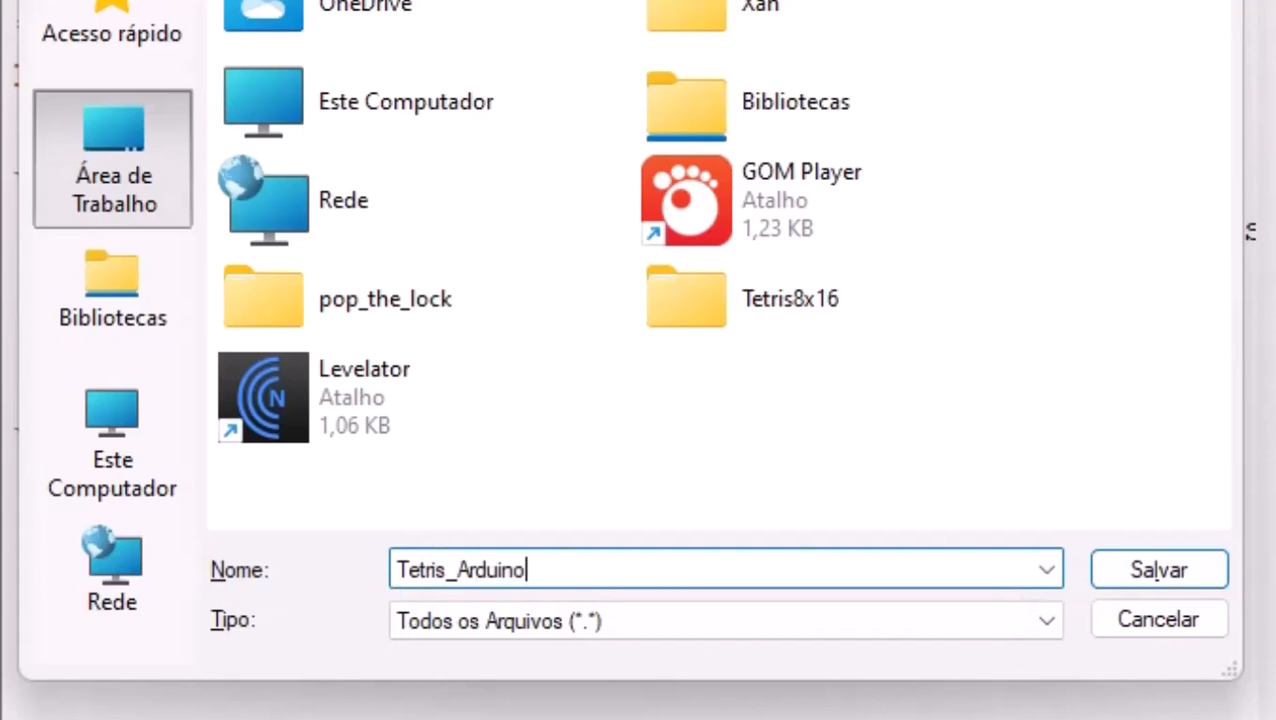 OneDrive
Xan
Acesso rápido
Este Computador
Bibliotecas
Área de
Trabalho
Rede
GOM Player
Atalho
1,23 KB
Bibliotecas
pop_the_lock
Tetris8x16
Levelator
Atalho
1,06 KB
N
Este
Computador
Rede
Nome:
Tetris_Arduino
Salvar
Tipo:
Todos os Arquivos (*.*)
Cancelar